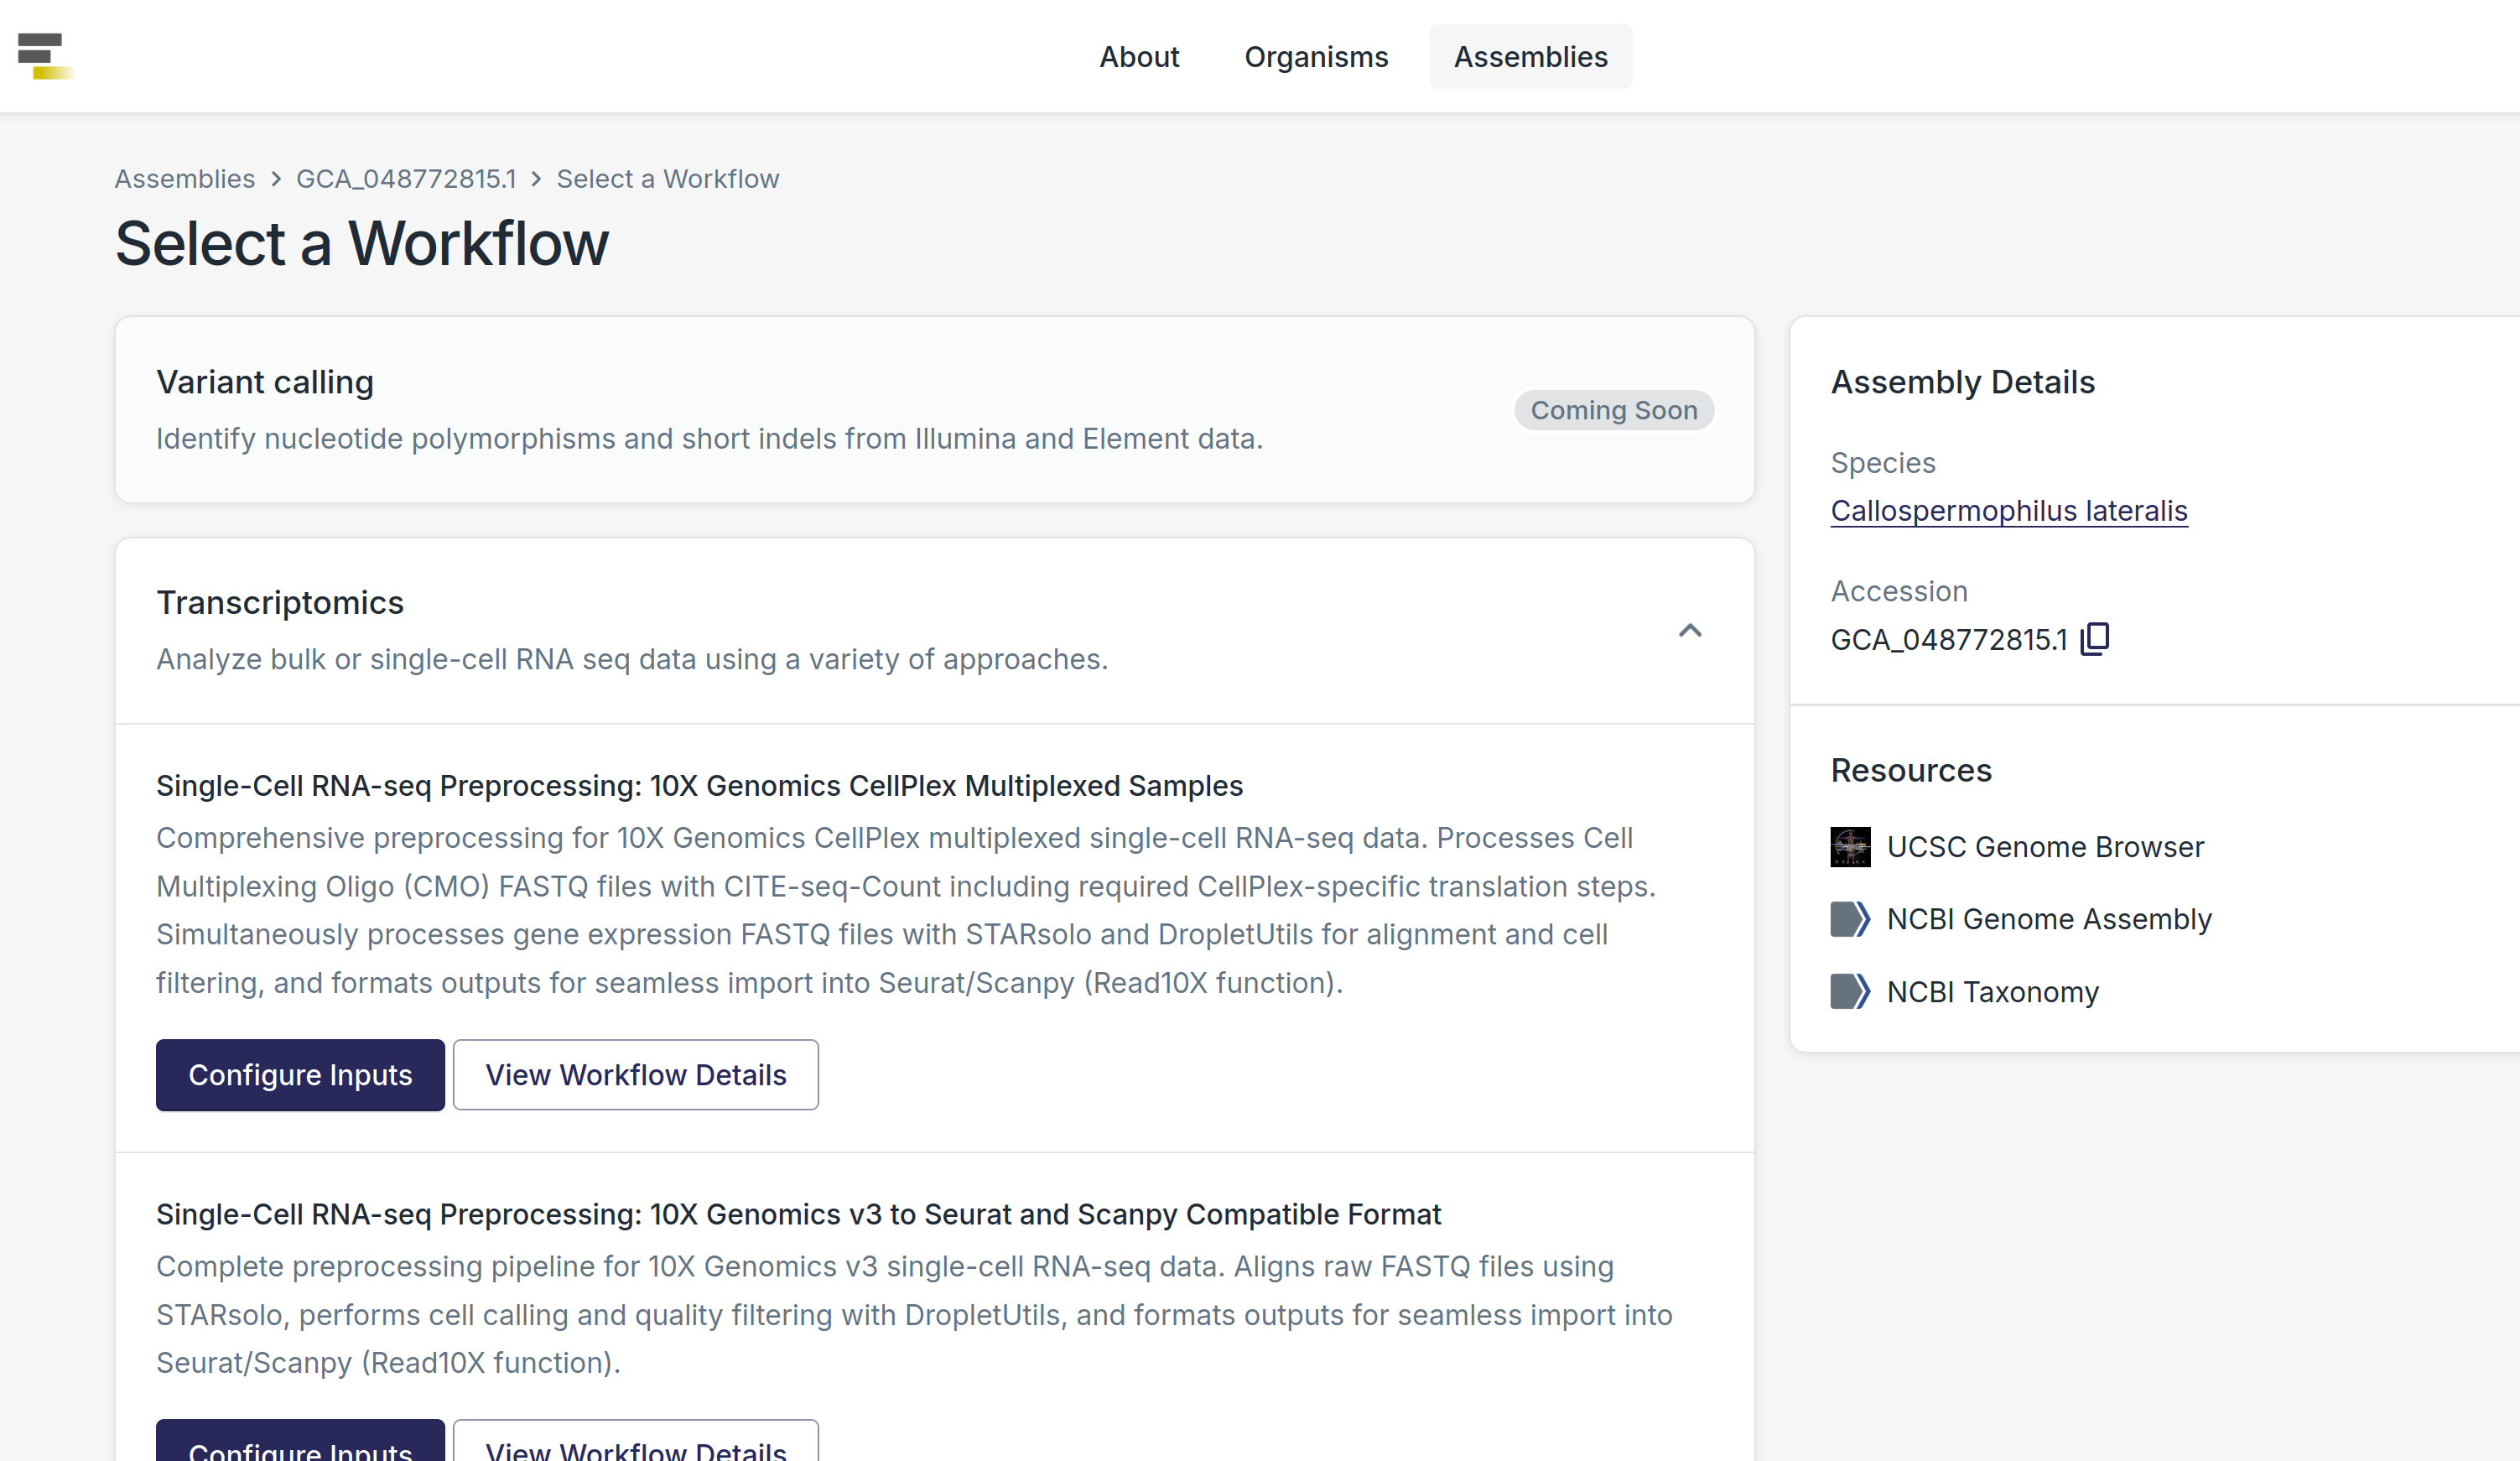 About
Organisms
Assemblies
Assemblies > GCA_048772815.1 > Select a Workflow
Select a Workflow
Variant calling
Identify nucleotide polymorphisms and short indels from Illumina and Element data.
Coming Soon
Transcriptomics
Analyze bulk or single-cell RNA seq data using a variety of approaches.
Single-Cell RNA-seq Preprocessing: 10X Genomics CellPlex Multiplexed Samples
Comprehensive preprocessing for 10X Genomics CellPlex multiplexed single-cell RNA-seq data. Processes Cell
Multiplexing Oligo (CMO) FASTQ files with CITE-seq-Count including required CellPlex-specific translation steps.
Simultaneously processes gene expression FASTQ files with STARsolo and DropletUtils for alignment and cell
filtering, and formats outputs for seamless import into Seurat/Scanpy (Read10X function).
Configure Inputs
View Workflow Details
Single-Cell RNA-seq Preprocessing: 10X Genomics v3 to Seurat and Scanpy Compatible Format
Complete preprocessing pipeline for 10X Genomics v3 single-cell RNA-seq data. Aligns raw FASTQ files using
STARsolo, performs cell calling and quality filtering with DropletUtils, and formats outputs for seamless import into
Seurat/Scanpy (Read10X function).
Configure Inputs
View Workflow Details
Assembly Details
Species
Callospermophilus lateralis
Accession
GCA_048772815.1
Resources
UCSC Genome Browser
NCBI Genome Assembly
NCBI Taxonomy